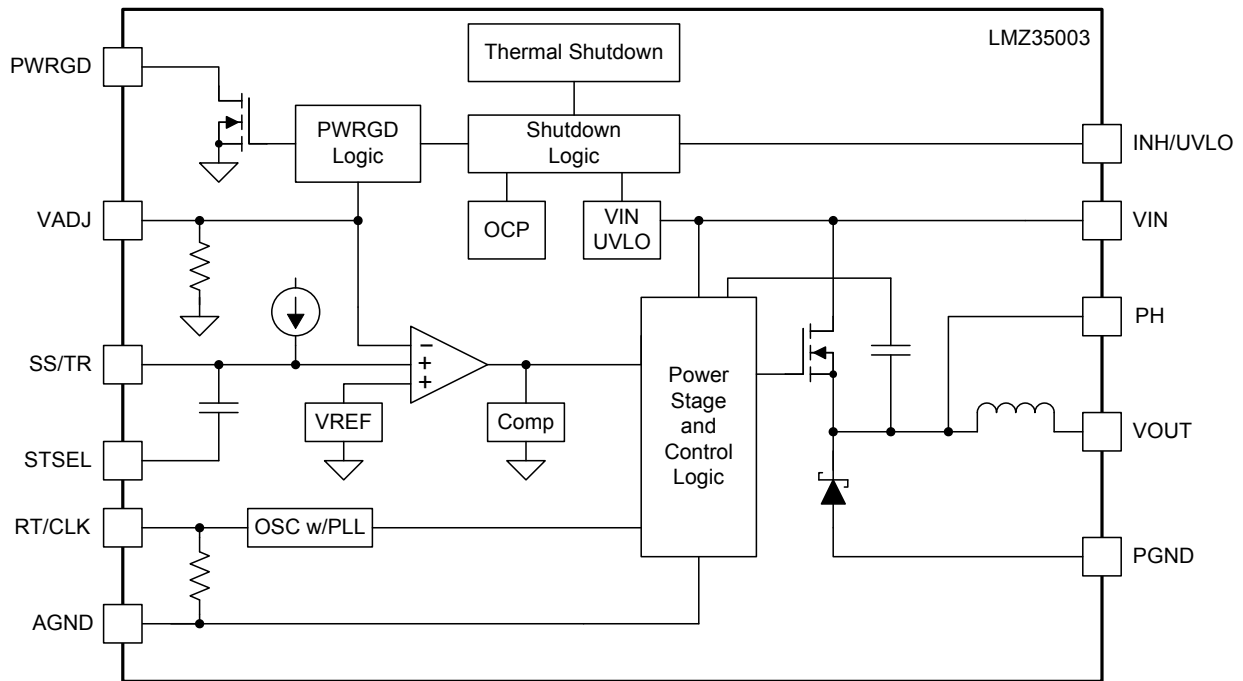 LMZ35003
Thermal Shutdown
PWRGD
PWRGD
Logic
Shutdown
Logic
INH/UVLO
VADJ
OCP
VIN
UVLO
VIN
PH
SS/TR
−
+
+
VREF
Comp
Power
Stage
and
Control
Logic
VOUT
STSEL
RT/CLK
OSC w/PLL
PGND
AGND